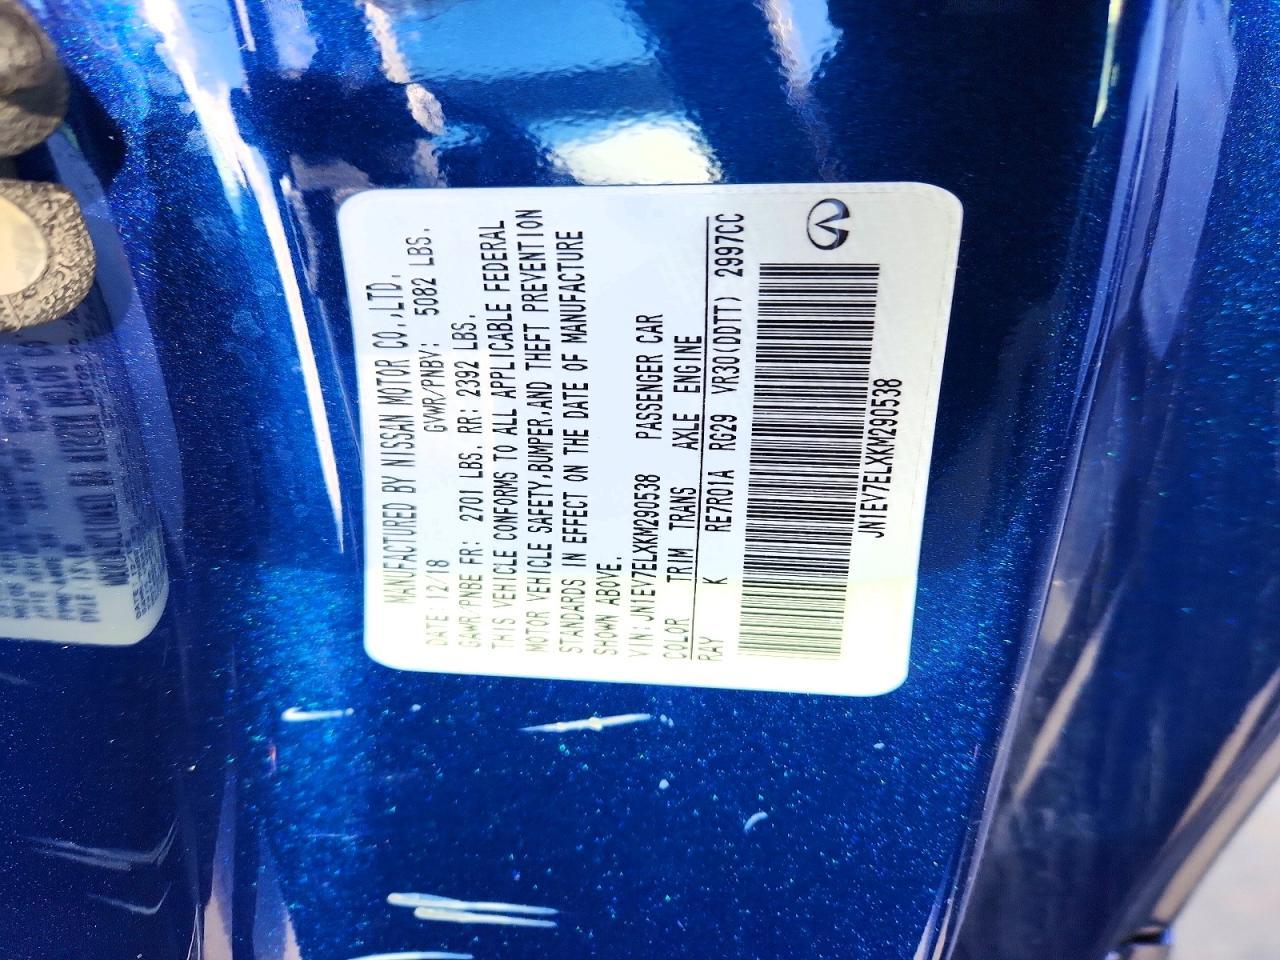 MANUFACTURED BY NISSAN MOTOR CO.,LTD.
DATE: 12/18 GVWR/PNBV: 5082 LBS.
GAWR/PNBE FR: 2701 LBS. RR: 2392 LBS.
THIS VEHICLE CONFORMS TO ALL APPLICABLE FEDERAL
MOTOR VEHICLE SAFETY,BUMPER,AND THEFT PREVENTION
STANDARDS IN EFFECT ON THE DATE OF MANUFACTURE
SHOWN ABOVE.
VIN:JN1EV7ELXKM290538 PASSENGER CAR
COLOR TRIM TRANS AXLE ENGINE
RAY K RE7R01A RG29 VR30(DDTT) 2997CC
JN1EV7ELXKM290538